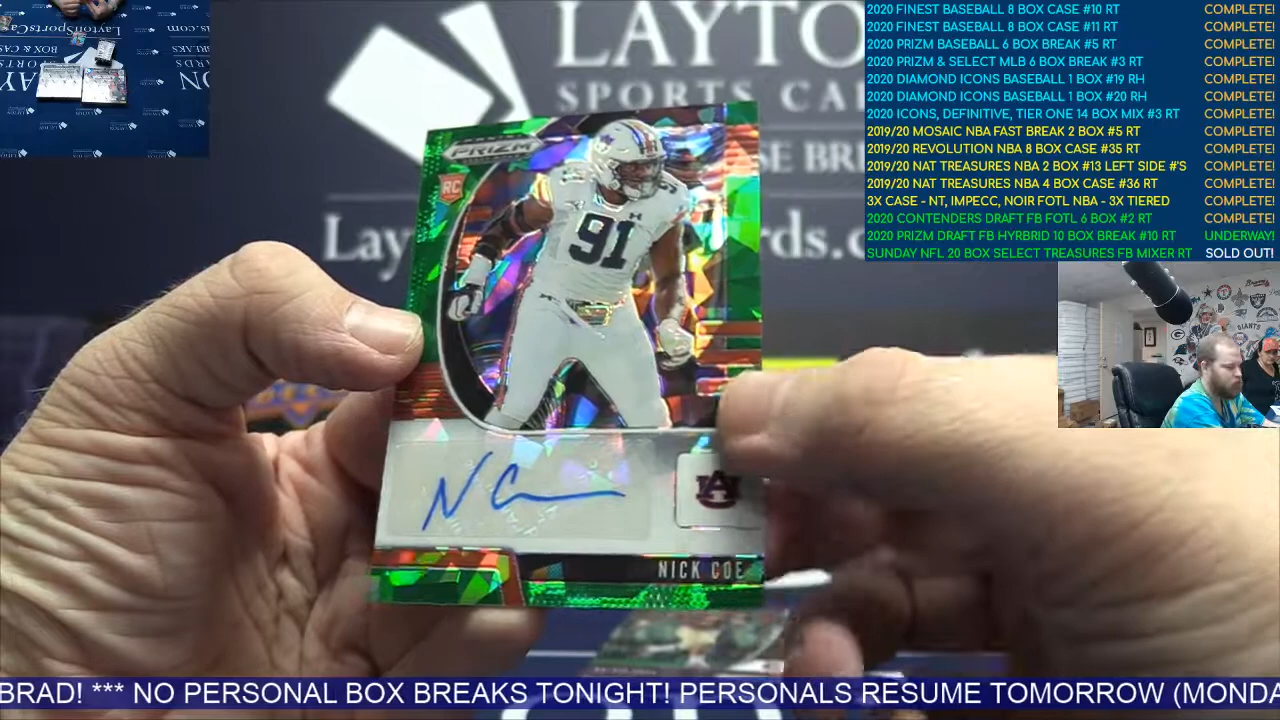 LAYTO
SPORTS CA
SE BRE
Lay
rds.c
2020 FINEST BASEBALL 8 BOX CASE #10 RT COMPLETE!
2020 FINEST BASEBALL 8 BOX CASE #11 RT COMPLETE!
2020 PRIZM BASEBALL 6 BOX BREAK #5 RT COMPLETE!
2020 PRIZM & SELECT MLB 6 BOX BREAK #3 RT COMPLETE!
2020 DIAMOND ICONS BASEBALL 1 BOX #19 RH COMPLETE!
2020 DIAMOND ICONS BASEBALL 1 BOX #20 RH COMPLETE!
2020 ICONS, DEFINITIVE, TIER ONE 14 BOX MIX #3 RT COMPLETE!
2019/20 MOSAIC NBA FAST BREAK 2 BOX #5 RT COMPLETE!
2019/20 REVOLUTION NBA 8 BOX CASE #35 RT COMPLETE!
2019/20 NAT TREASURES NBA 2 BOX #13 LEFT SIDE #'S COMPLETE!
2019/20 NAT TREASURES NBA 4 BOX CASE #36 RT COMPLETE!
3X CASE - NT, IMPECC, NOIR FOTL NBA - 3X TIERED COMPLETE!
2020 CONTENDERS DRAFT FB FOTL 6 BOX #2 RT COMPLETE!
2020 PRIZM DRAFT FB HYRBRID 10 BOX BREAK #10 RT UNDERWAY!
SUNDAY NFL 20 BOX SELECT TREASURES FB MIXER RT SOLD OUT!
PRIZM
RC
91
91
N C
AU
NICK COE
GIANTS
BRAD! *** NO PERSONAL BOX BREAKS TONIGHT! PERSONALS RESUME TOMORROW (MONDA